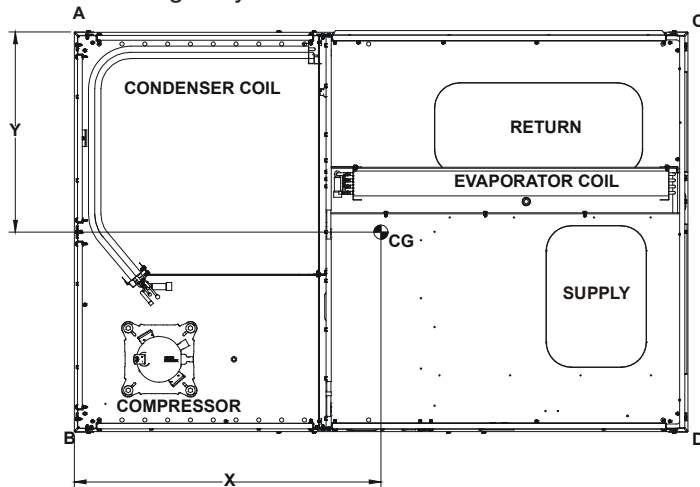 A
C
CONDENSER COIL
RETURN
Y
EVAPORATOR COIL
CG
SUPPLY
COMPRESSOR
B
D
X